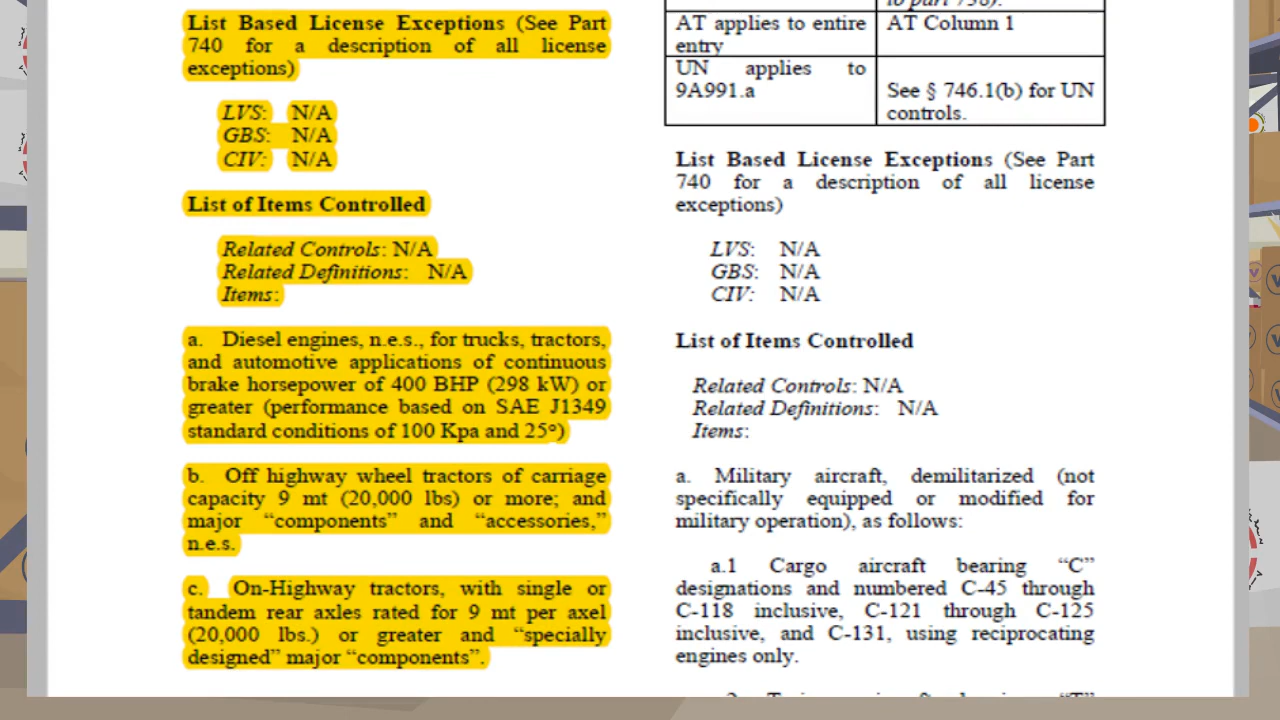 List Based License Exceptions (See Part
740 for a description of all license
exceptions)
LVS: N/A
GBS: N/A
CIV: N/A
List of Items Controlled
Related Controls: N/A
Related Definitions: N/A
Items:
a. Diesel engines, n.e.s., for trucks, tractors,
and automotive applications of continuous
brake horsepower of 400 BHP (298 kW) or
greater (performance based on SAE J1349
standard conditions of 100 Kpa and 25°)
b. Off highway wheel tractors of carriage
capacity 9 mt (20,000 lbs) or more; and
major “components” and “accessories,”
n.e.s.
c. On-Highway tractors, with single or
tandem rear axles rated for 9 mt per axel
(20,000 lbs.) or greater and “specially
designed” major “components”.
to part 738).
AT applies to entire
entry
AT Column 1
UN applies to
9A991.a
See § 746.1(b) for UN
controls.
List Based License Exceptions (See Part
740 for a description of all license
exceptions)
LVS: N/A
GBS: N/A
CIV: N/A
List of Items Controlled
Related Controls: N/A
Related Definitions: N/A
Items:
a. Military aircraft, demilitarized (not
specifically equipped or modified for
military operation), as follows:
a.1 Cargo aircraft bearing “C”
designations and numbered C-45 through
C-118 inclusive, C-121 through C-125
inclusive, and C-131, using reciprocating
engines only.